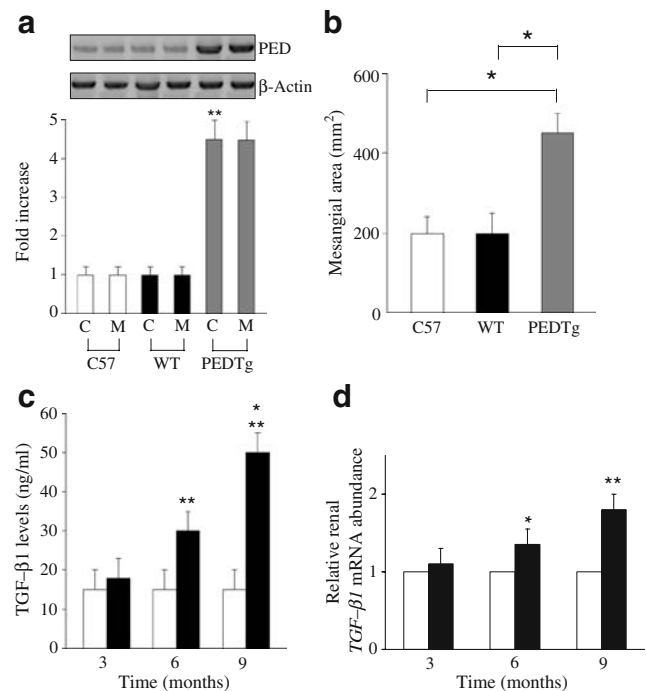 a
PED
β-Actin
**
5
4
3
2
1
0
Fold increase
C M C M C M
C57 WT PEDTg
b
*
*
600
400
200
0
Mesangial area (mm²)
C57 WT PEDTg
c
*
**
**
60
50
40
30
20
10
0
TGF–β1 levels (ng/ml)
3 6 9
Time (months)
d
**
*
2
1
0
Relative renal
TGF–β1 mRNA abundance
3 6 9
Time (months)